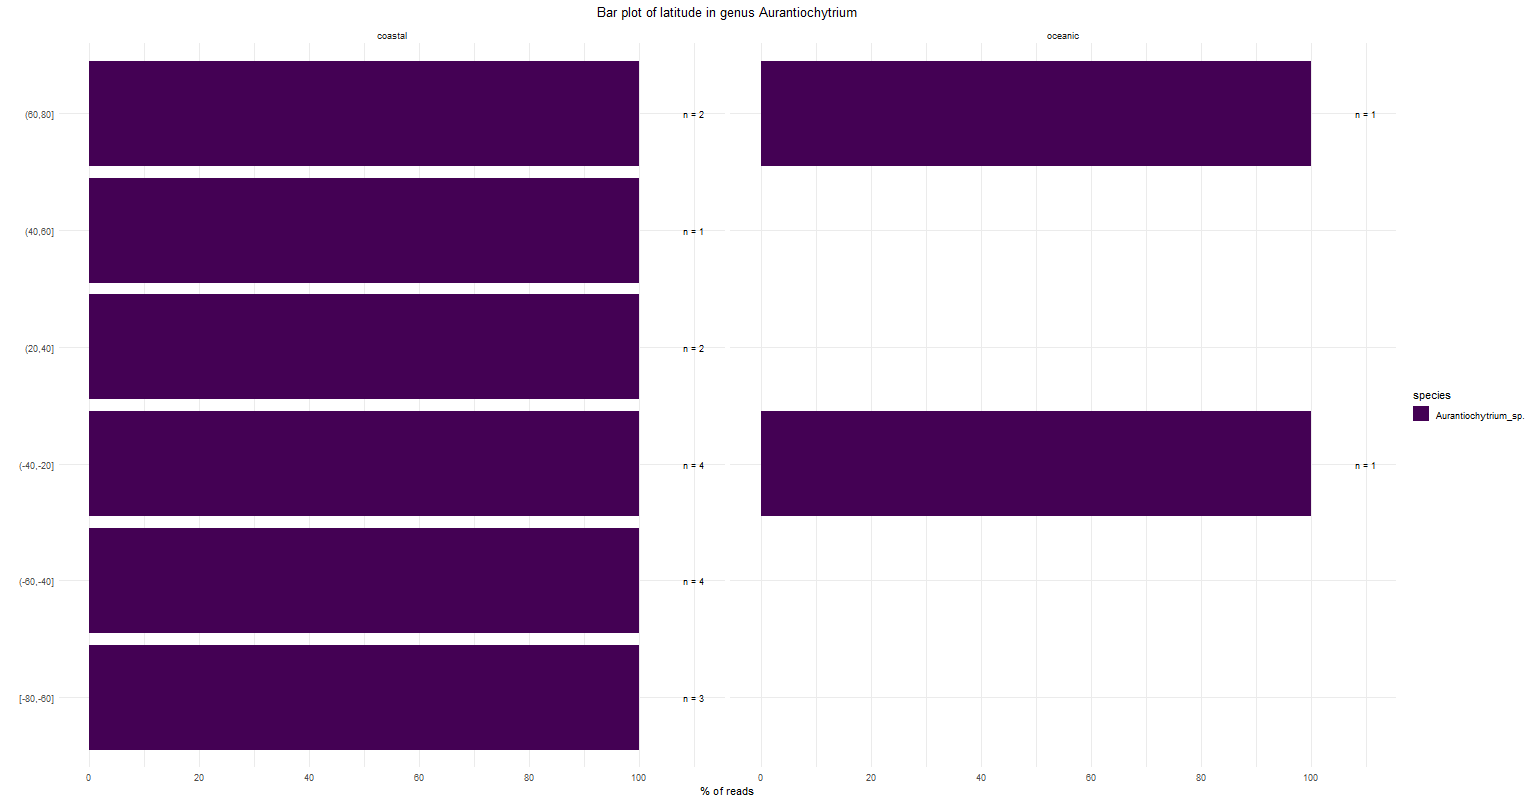 Bar plot of latitude in genus Aurantiochytrium
coastal
oceanic
(60,80]
n = 2
n = 1
(40,60]
n = 1
(20,40]
n = 2
(-40,-20]
n = 4
n = 1
(-60,-40]
n = 4
[-80,-60]
n = 3
0 20 40 60 80 100
0 20 40 60 80 100
% of reads
species
Aurantiochytrium_sp.